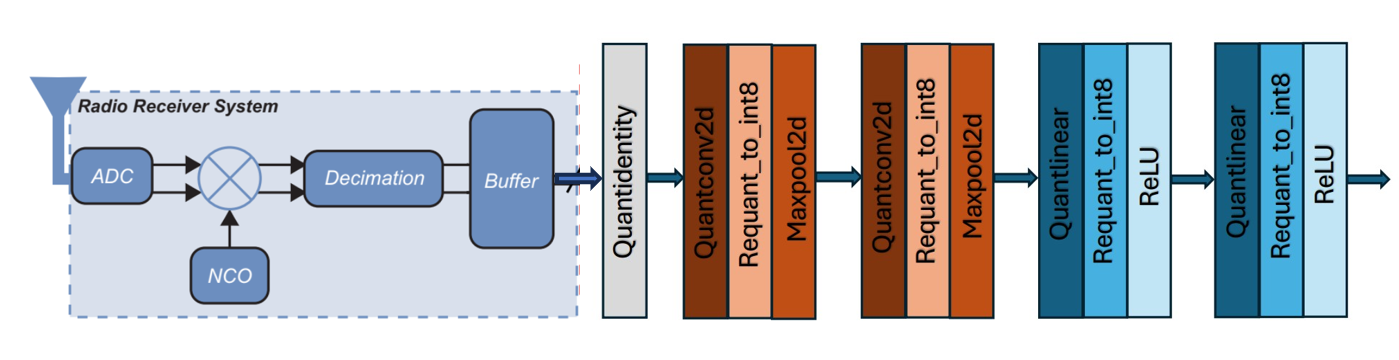 Radio Receiver System
ADC
NCO
Decimation
Buffer
Quantidentity
Quantconv2d
Requant_to_int8
Maxpool2d
Quantconv2d
Requant_to_int8
Maxpool2d
Quantlinear
Requant_to_int8
ReLU
Quantlinear
Requant_to_int8
ReLU